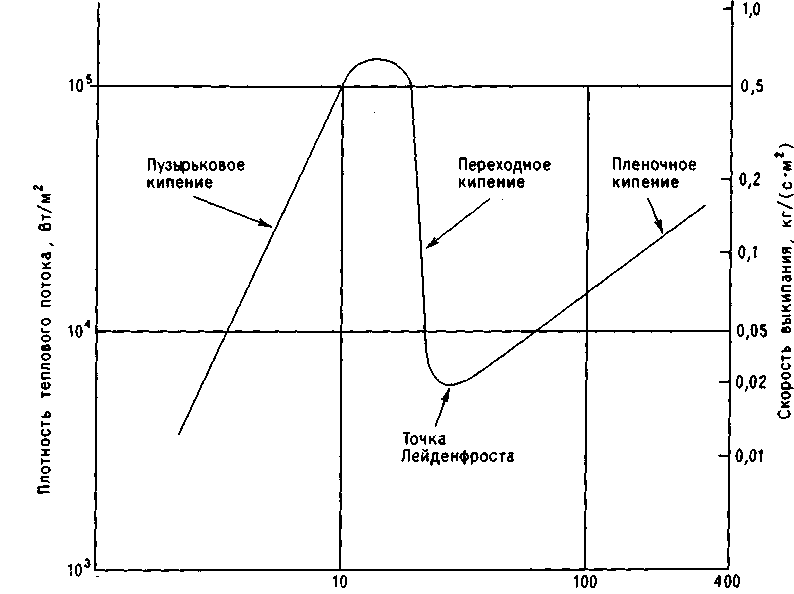 1,0
10⁵
0,5
Пузырьковое
кипение
Переходное
кипение
Пленочное
кипение
0,2
0,1
Плотность теплового потока, Вт/м²
Скорость выкипания, кг/(с·м²)
10⁴
0,05
0,02
Точка
Лейденфроста
0,01
10³
10
100
400